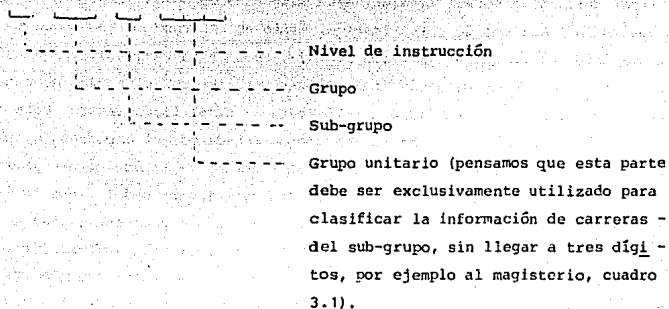 Nivel de instrucción
Grupo
Sub-grupo
Grupo unitario (pensamos que esta parte
debe ser exclusivamente utilizado para
clasificar la información de carreras -
del sub-grupo, sin llegar a tres dígi -
tos, por ejemplo al magisterio, cuadro
3.1).